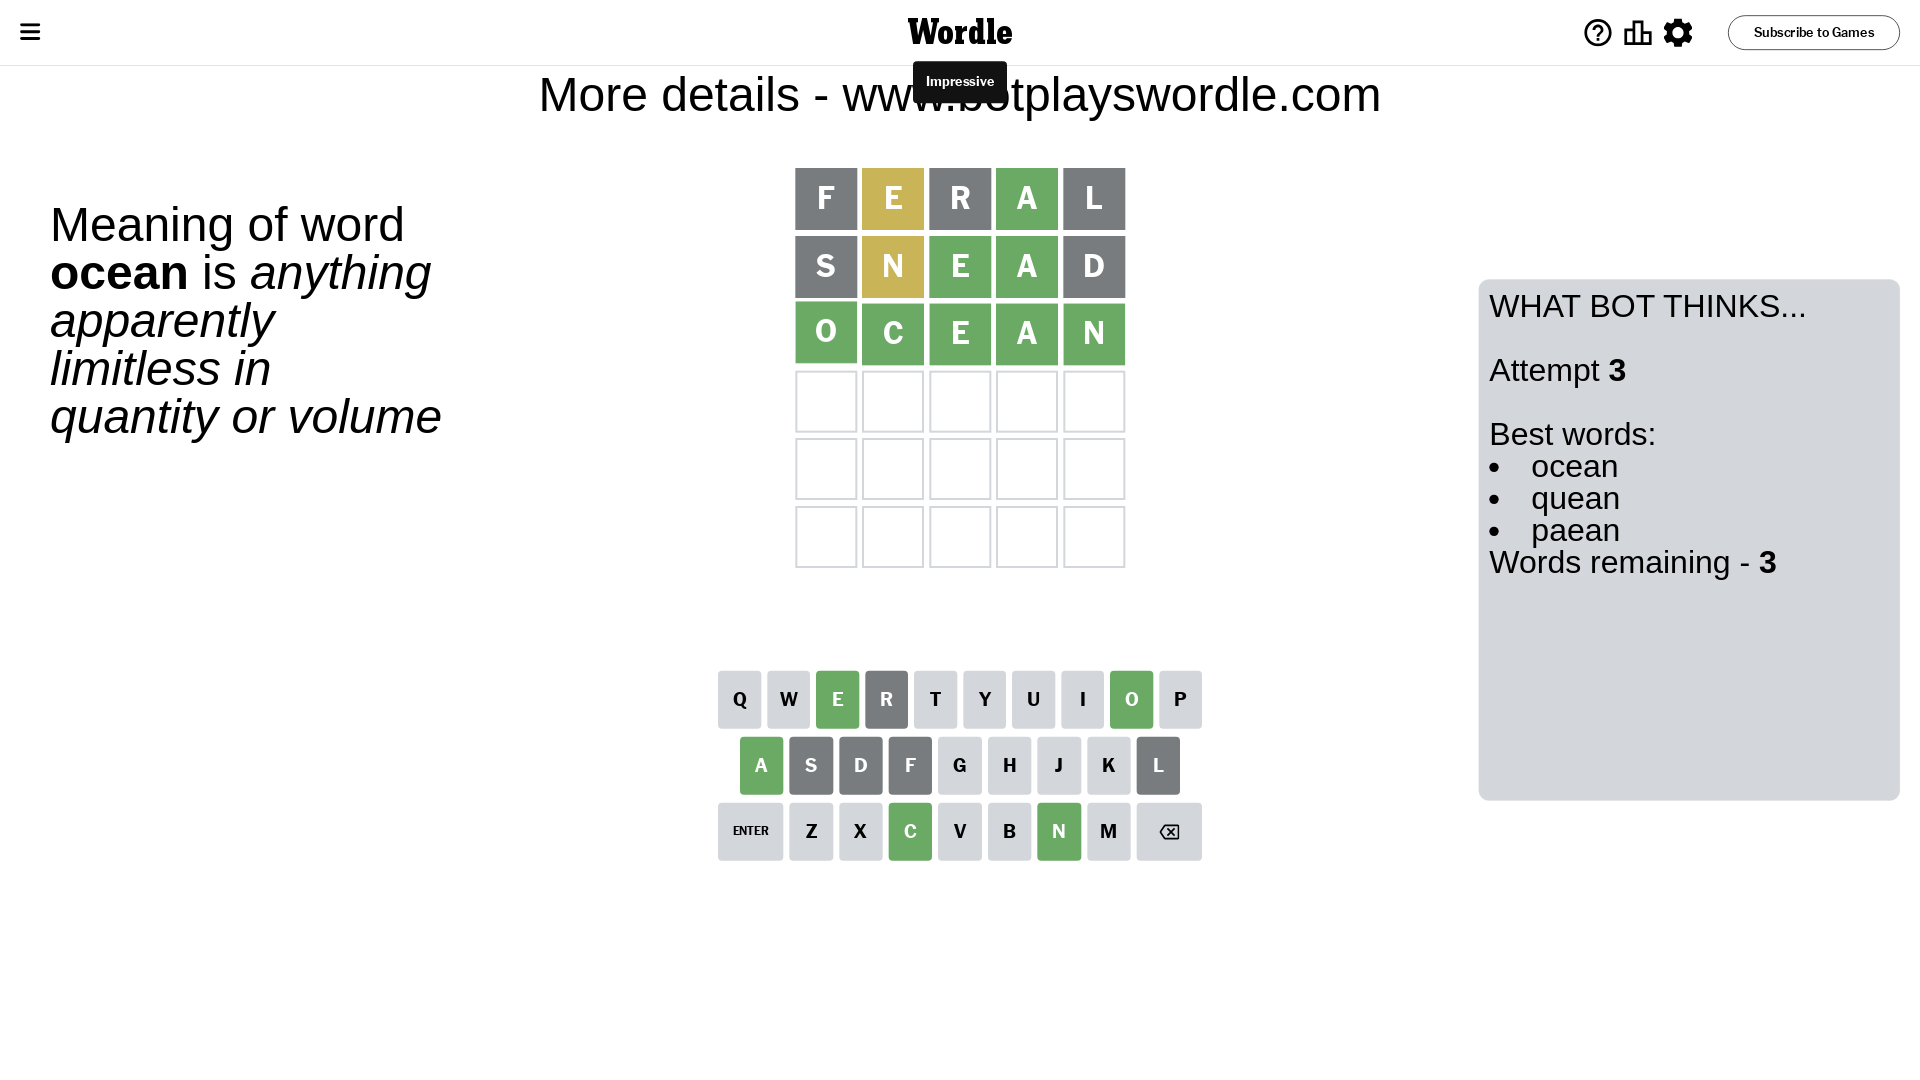 Wordle
Subscribe to Games
Impressive
More details - www.botplayswordle.com
Meaning of word
ocean is anything
apparently
limitless in
quantity or volume
F E R A L
S N E A D
O C E A N
WHAT BOT THINKS...
Attempt 3
Best words:
• ocean
• quean
• paean
Words remaining - 3
Q W E R T Y U I O P
A S D F G H J K L
ENTER Z X C V B N M